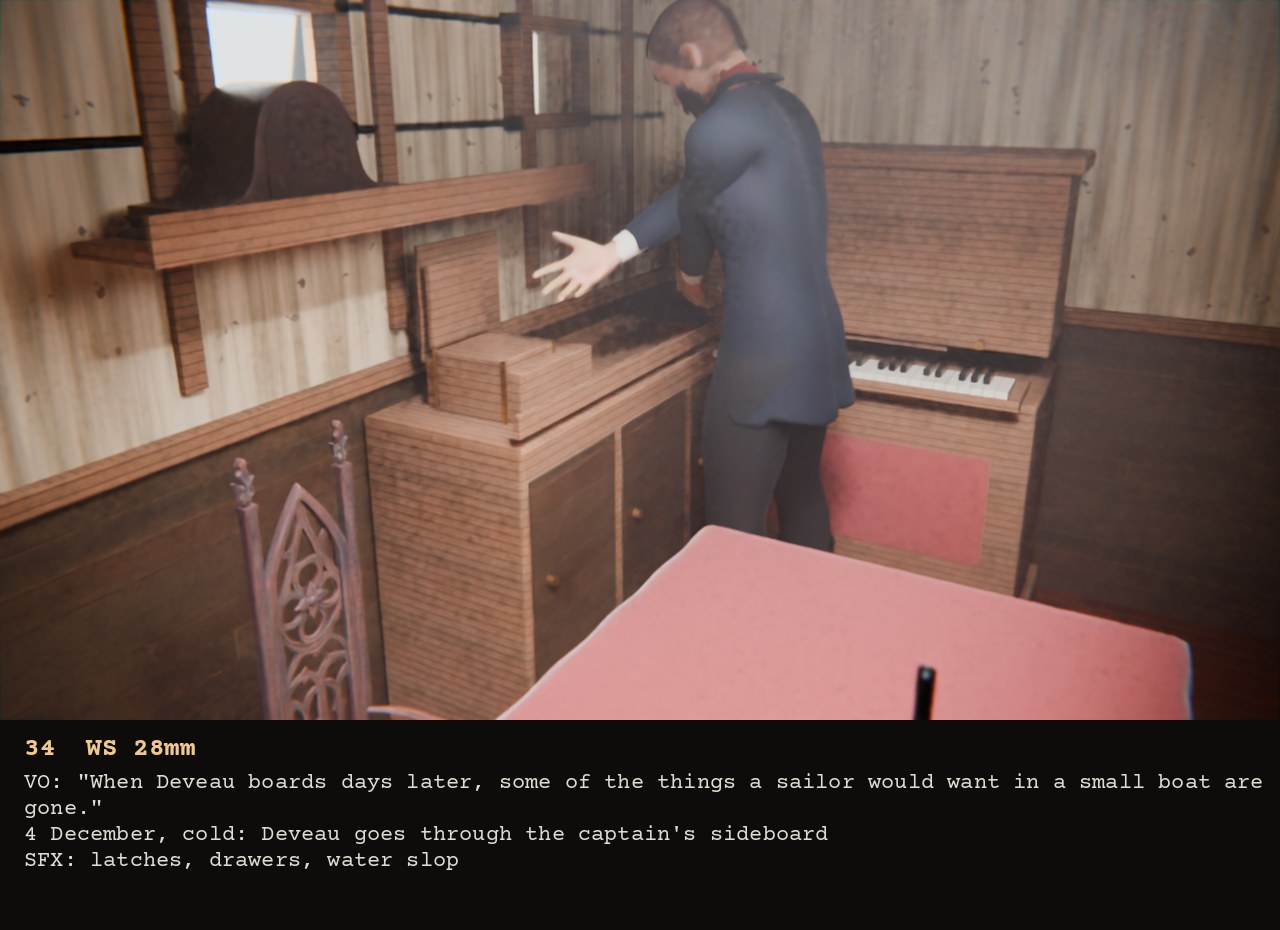 34  WS 28mm
VO: "When Deveau boards days later, some of the things a sailor would want in a small boat are
gone."
4 December, cold: Deveau goes through the captain's sideboard
SFX: latches, drawers, water slop